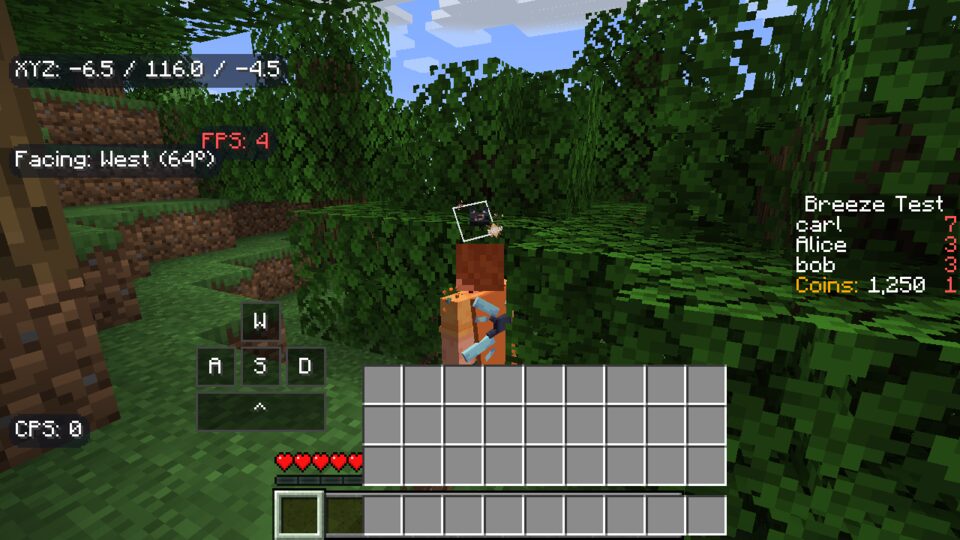 XYZ: -6.5 / 116.0 / -4.5
FPS: 4
Facing: West (64º)
Breeze Test
carl 7
Alice 3
bob 3
Coins: 1,250 1
W
A S D
^
CPS: 0